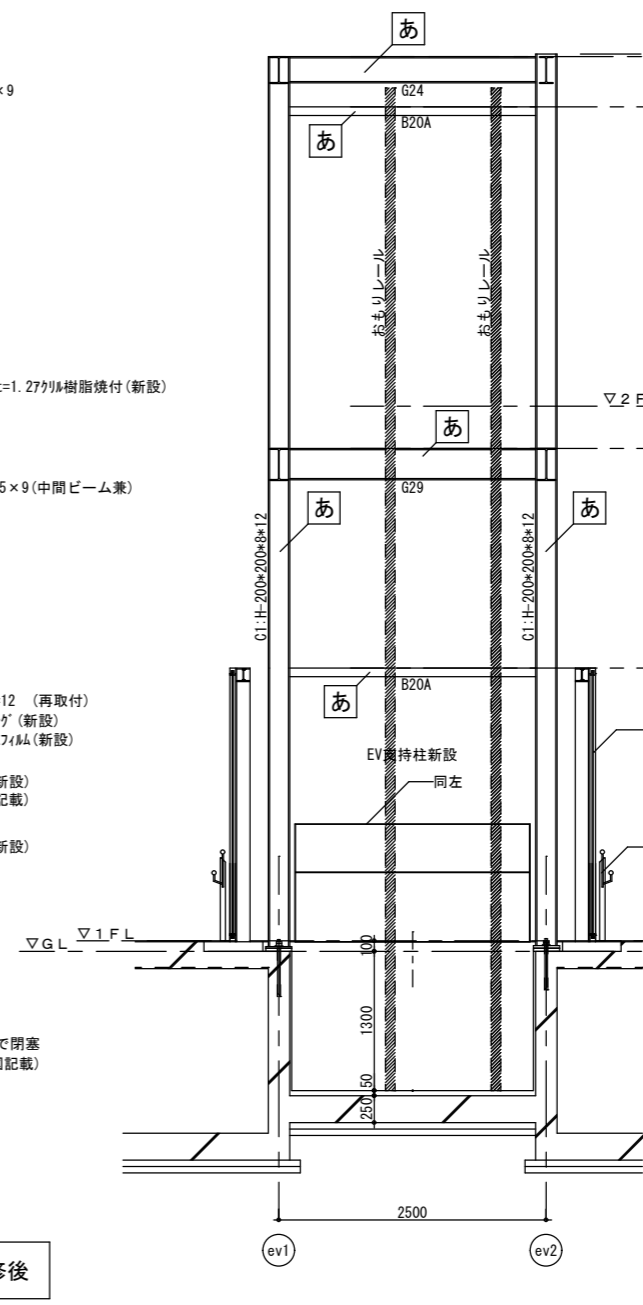 あ
×9
G24
B20A
あ
おもりレール
おもりレール
t=1.2アクリル樹脂焼付(新設)
▽2F
あ
5×9(中間ビーム兼)
G29
あ
あ
C1:H-200*200*8*12
C1:H-200*200*8*12
B20A
あ
12 (再取付)
グ(新設)
フィルム(新設)
EV支持柱新設
新設)
同左
記載)
新設)
▽GL
▽1FL
100
1300
で閉塞
記載)
50
250
2500
ev1
ev2
修後